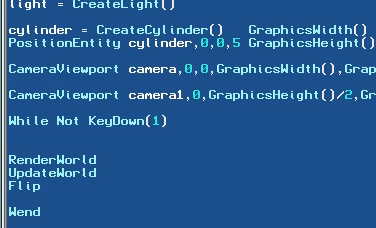 light = CreateLight()
cylinder = CreateCylinder() GraphicsWidth()
PositionEntity cylinder,0,0,5 GraphicsHeight()
CameraViewport camera,0,0,GraphicsWidth(),Grap
CameraViewport camera1,0,GraphicsHeight()/2,Gr
While Not KeyDown(1)
RenderWorld
UpdateWorld
Flip
Wend